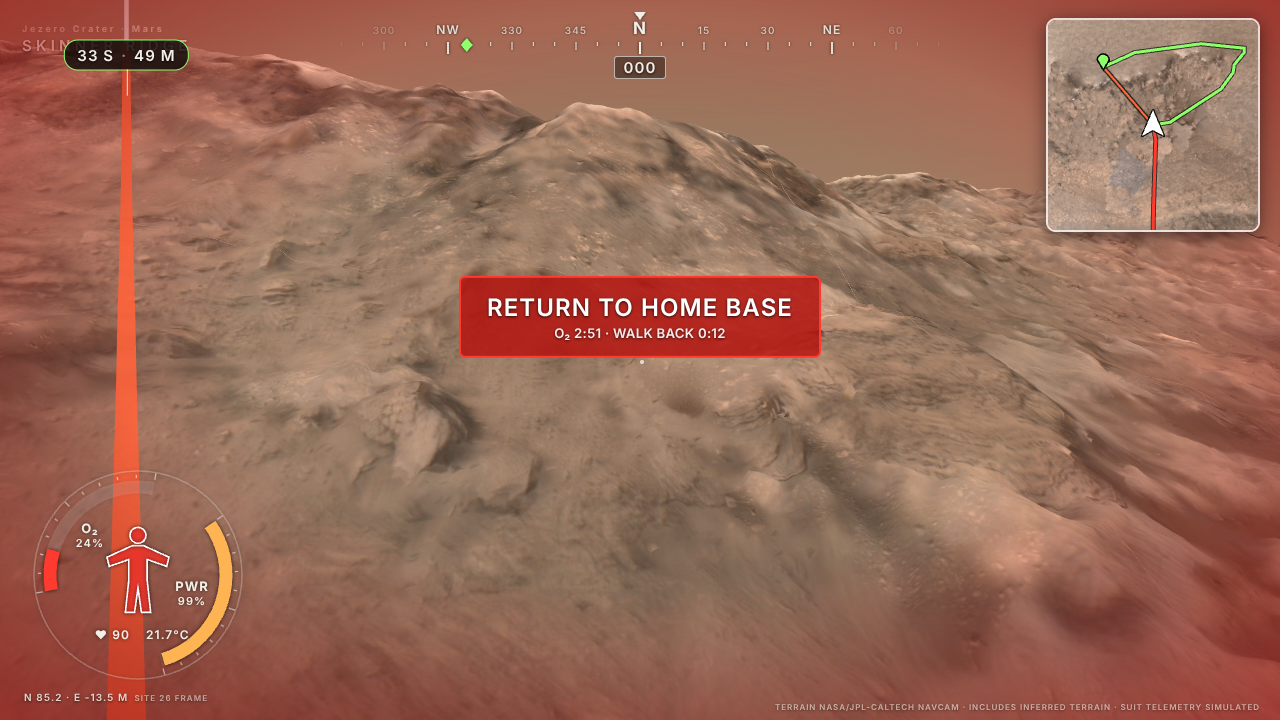 Jezero Crater · Mars
SKINNER RIDGE
33 S · 49 M
300 NW 330 345 N 15 30 NE 60
000
RETURN TO HOME BASE
O₂ 2:51 · WALK BACK 0:12
O₂
24%
PWR
99%
90 21.7°C
N 85.2 · E -13.5 M SITE 26 FRAME
TERRAIN NASA/JPL-CALTECH NAVCAM · INCLUDES INFERRED TERRAIN · SUIT TELEMETRY SIMULATED